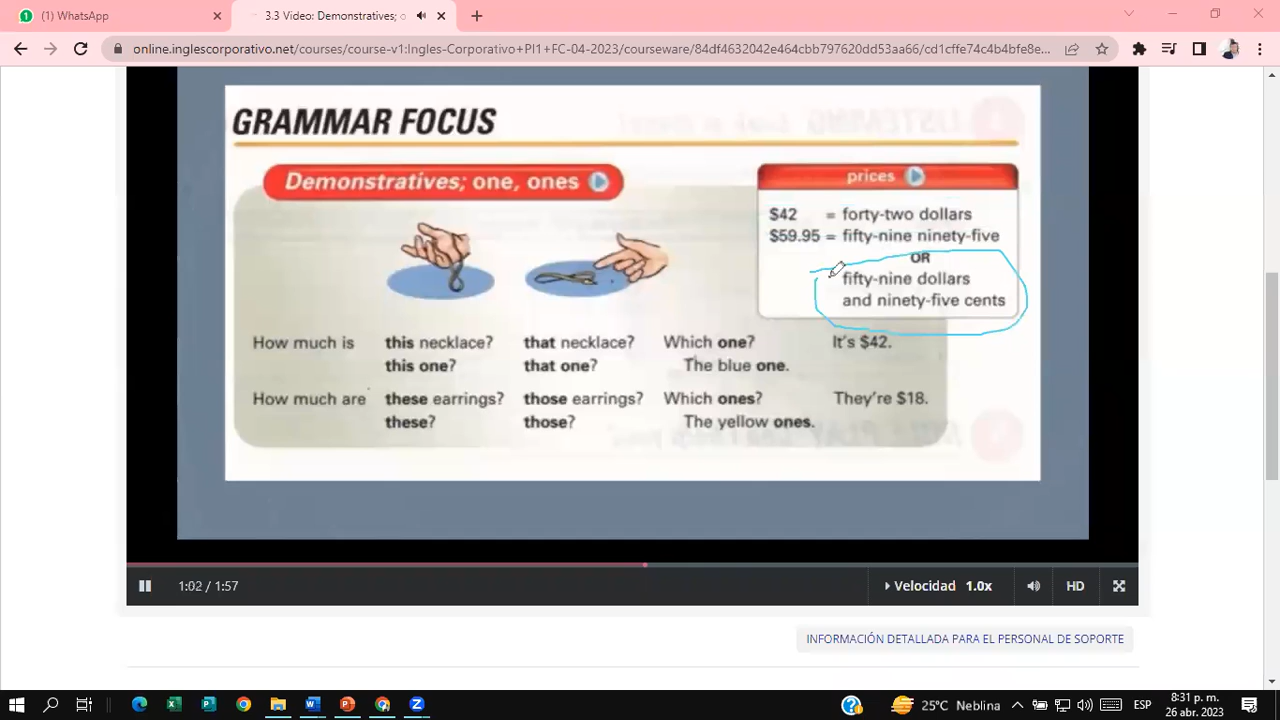 (1) WhatsApp
3.3 Video: Demonstratives; o
online.inglescorporativo.net/courses/course-v1:Ingles-Corporativo+PI1+FC-04-2023/courseware/84df4632042e464cbb797620dd53aa66/cd1cffe74c4b4bfe8e...
GRAMMAR FOCUS
Demonstratives; one, ones
prices
$42 = forty-two dollars
$59.95 = fifty-nine ninety-five
OR
fifty-nine dollars
and ninety-five cents
How much is this necklace? that necklace? Which one? It's $42.
this one? that one? The blue one.
How much are these earrings? those earrings? Which ones? They're $18.
these? those? The yellow ones.
1:02 / 1:57
Velocidad 1.0x
HD
INFORMACIÓN DETALLADA PARA EL PERSONAL DE SOPORTE
25°C Neblina
ESP
8:31 p. m.
26 abr. 2023